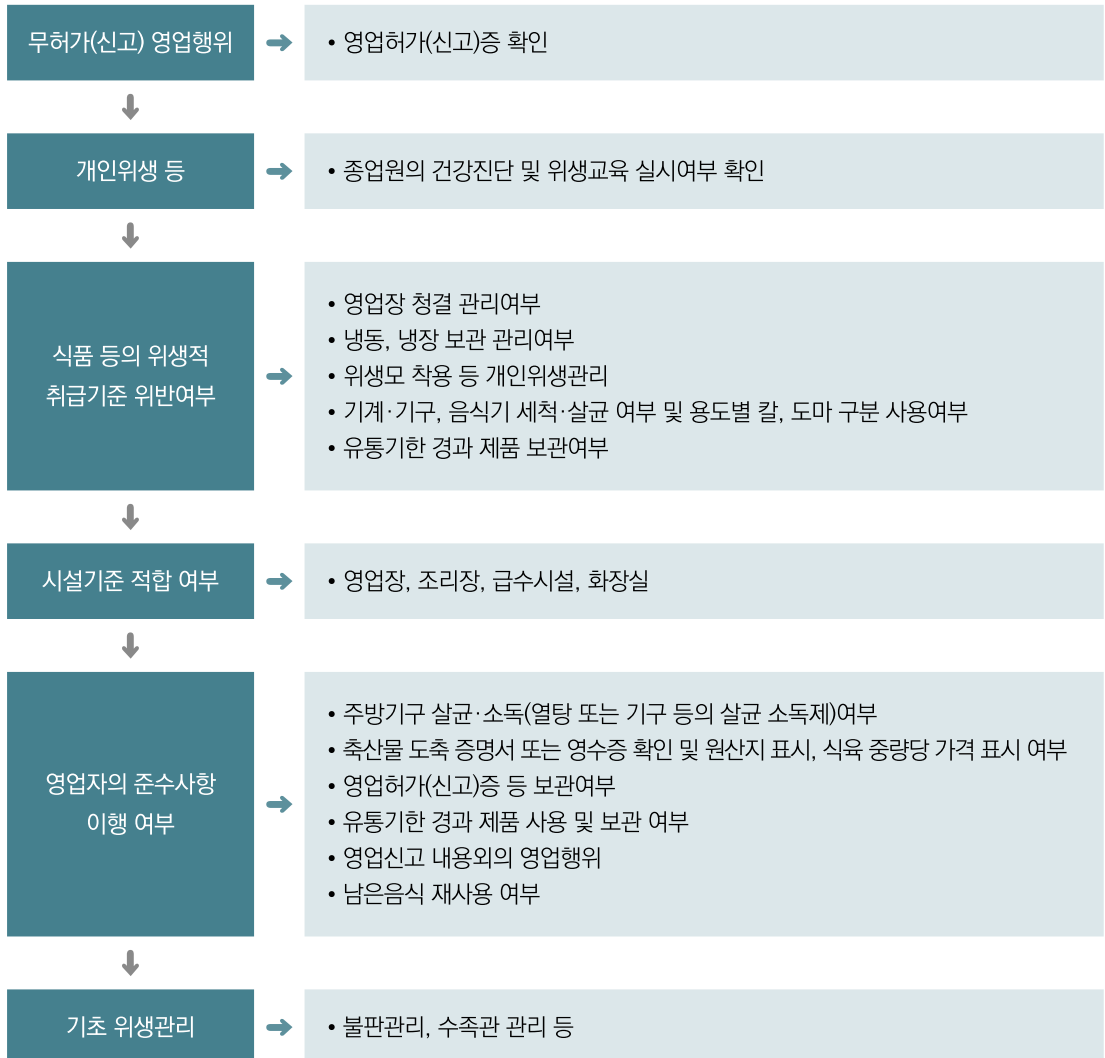 무허가(신고) 영업행위
• 영업허가(신고)증 확인
개인위생 등
• 종업원의 건강진단 및 위생교육 실시여부 확인
식품 등의 위생적
취급기준 위반여부
• 영업장 청결 관리여부
• 냉동, 냉장 보관 관리여부
• 위생모 착용 등 개인위생관리
• 기계·기구, 음식기 세척·살균 여부 및 용도별 칼, 도마 구분 사용여부
• 유통기한 경과 제품 보관여부
시설기준 적합 여부
• 영업장, 조리장, 급수시설, 화장실
영업자의 준수사항
이행 여부
• 주방기구 살균·소독(열탕 또는 기구 등의 살균 소독제)여부
• 축산물 도축 증명서 또는 영수증 확인 및 원산지 표시, 식육 중량당 가격 표시 여부
• 영업허가(신고)증 등 보관여부
• 유통기한 경과 제품 사용 및 보관 여부
• 영업신고 내용외의 영업행위
• 남은음식 재사용 여부
기초 위생관리
• 불판관리, 수족관 관리 등